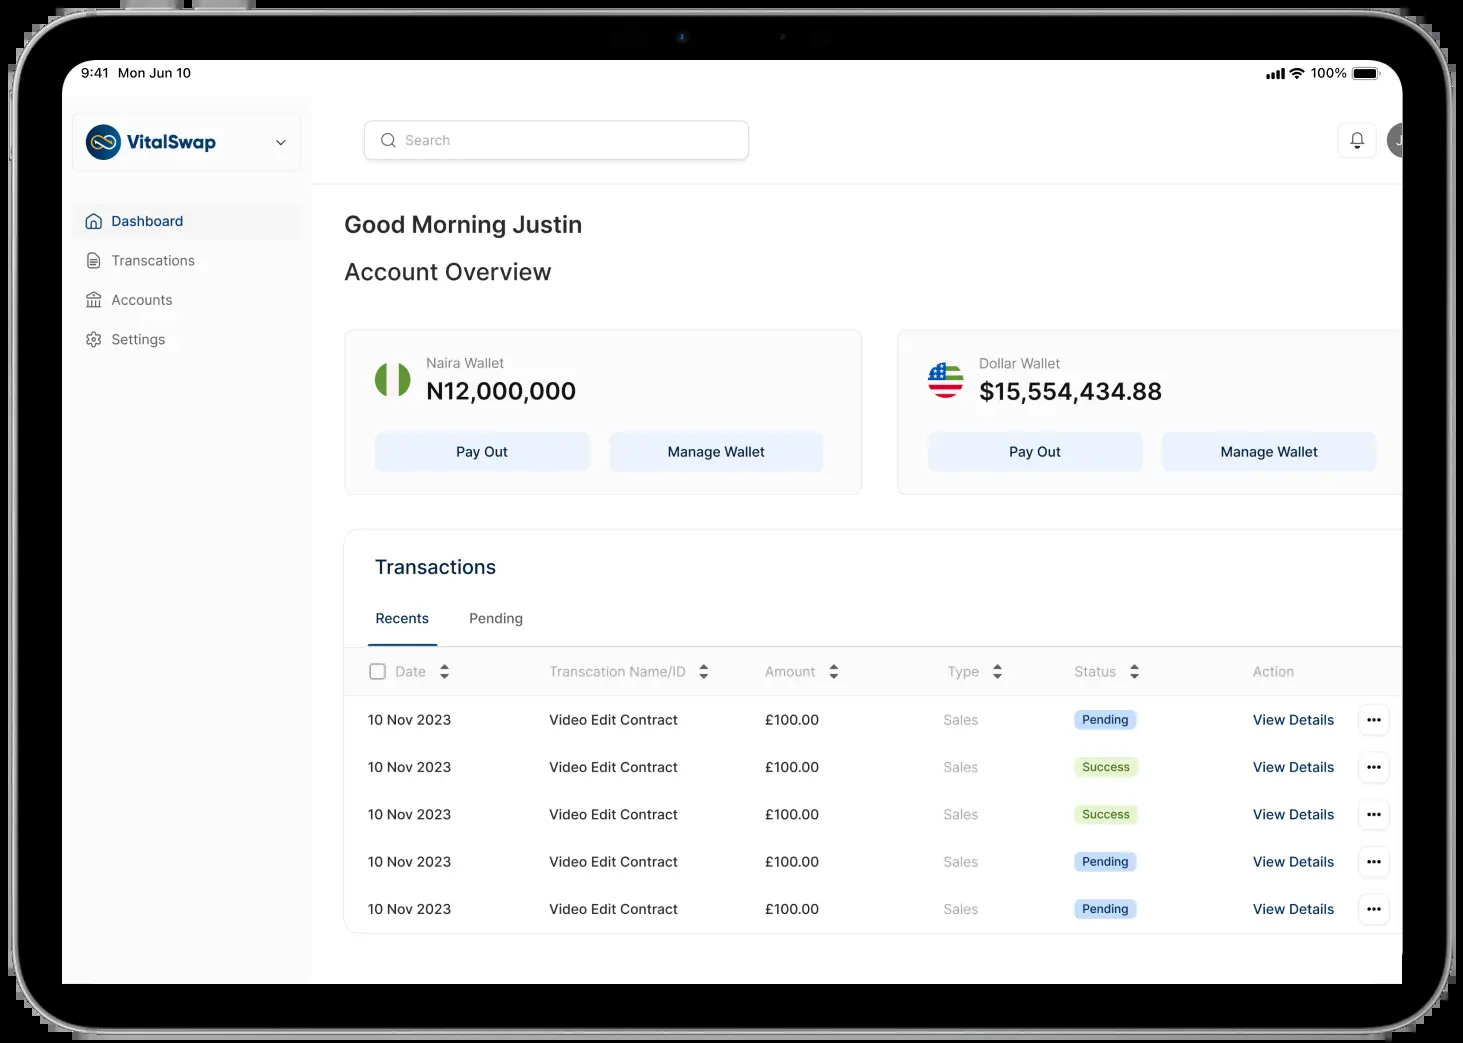 9:41 Mon Jun 10 100%
VitalSwap
Search
J
Dashboard
Transcations
Accounts
Settings
Good Morning Justin
Account Overview
Naira Wallet
N12,000,000
Pay Out Manage Wallet
Dollar Wallet
$15,554,434.88
Pay Out Manage Wallet
Transactions
Recents Pending
Date Transcation Name/ID Amount Type Status Action
10 Nov 2023 Video Edit Contract £100.00 Sales Pending View Details
10 Nov 2023 Video Edit Contract £100.00 Sales Success View Details
10 Nov 2023 Video Edit Contract £100.00 Sales Success View Details
10 Nov 2023 Video Edit Contract £100.00 Sales Pending View Details
10 Nov 2023 Video Edit Contract £100.00 Sales Pending View Details